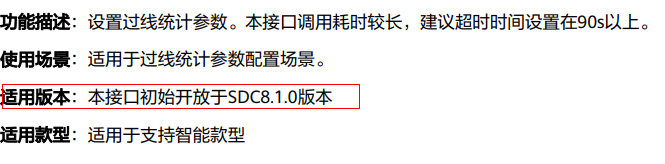 功能描述：设置过线统计参数。本接口调用耗时较长，建议超时时间设置在90s以上。
使用场景：适用于过线统计参数配置场景。
适用版本：本接口初始开放于SDC8.1.0版本
适用款型：适用于支持智能款型